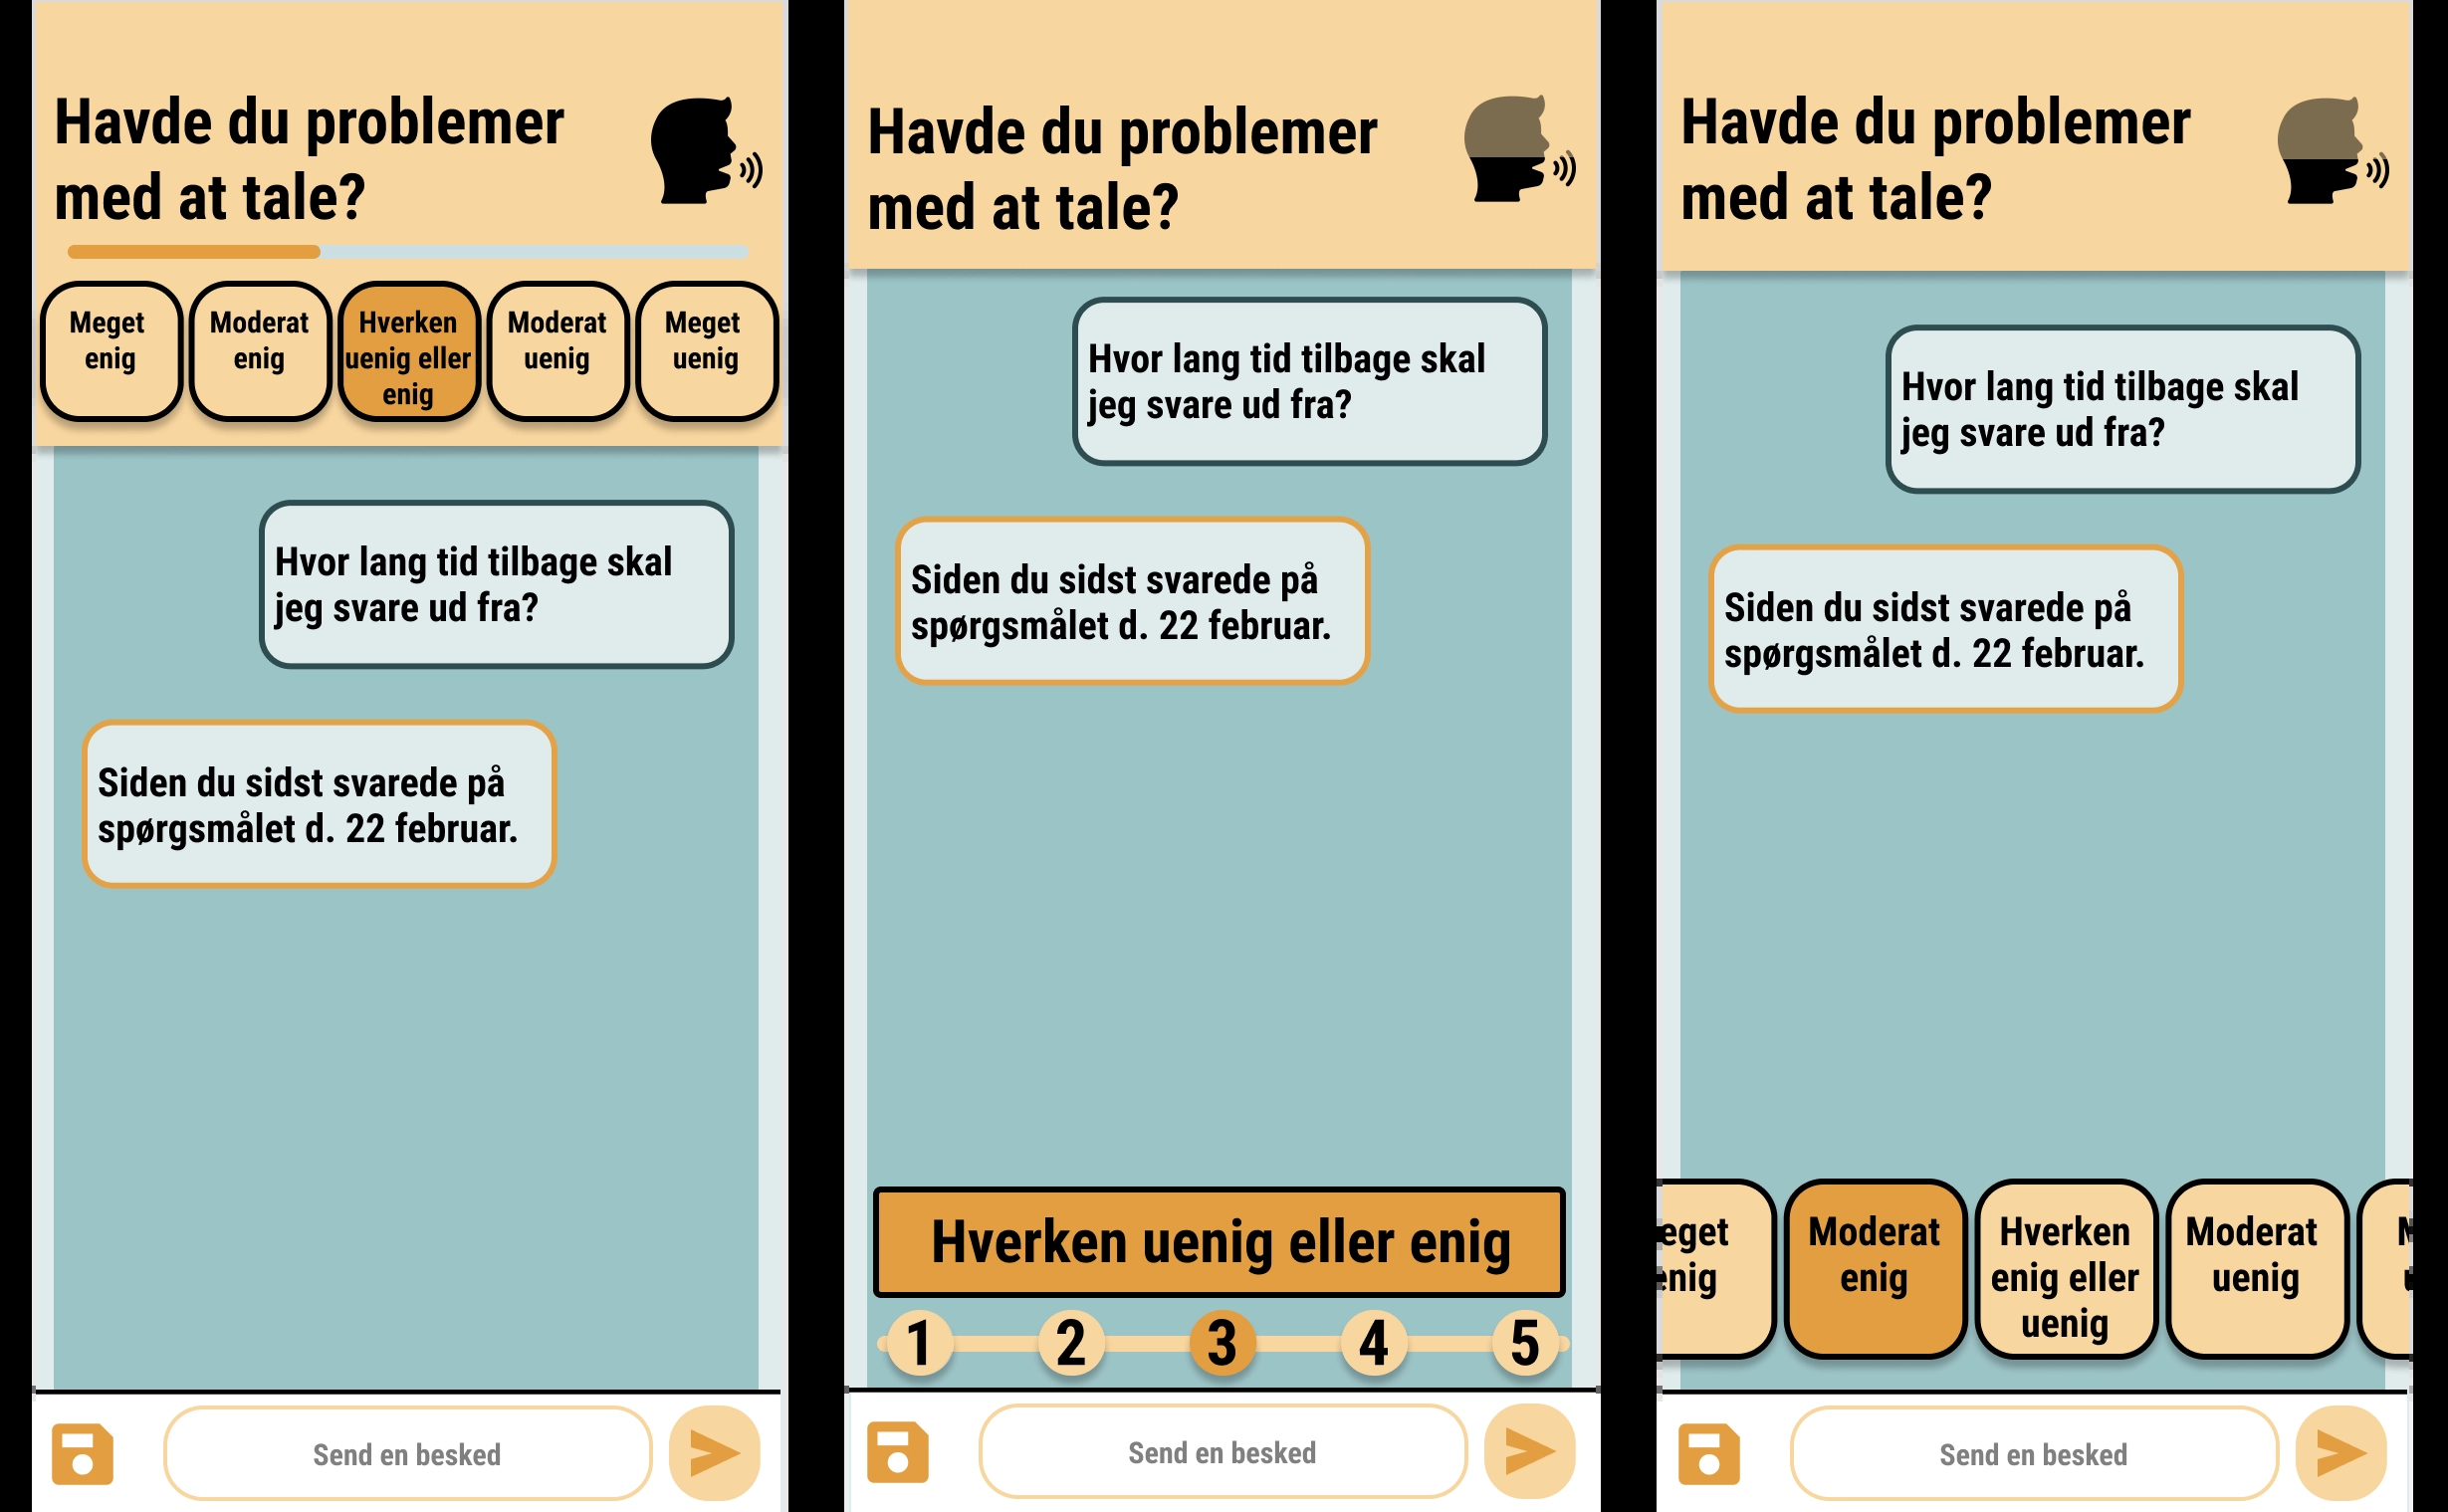 Havde du problemer
med at tale?
Meget
enig
Moderat
enig
Hverken
uenig eller
enig
Moderat
uenig
Meget
uenig
Hvor lang tid tilbage skal
jeg svare ud fra?
Siden du sidst svarede på
spørgsmålet d. 22 februar.
Send en besked
Havde du problemer
med at tale?
Hvor lang tid tilbage skal
jeg svare ud fra?
Siden du sidst svarede på
spørgsmålet d. 22 februar.
Hverken uenig eller enig
1 2 3 4 5
Send en besked
Havde du problemer
med at tale?
Hvor lang tid tilbage skal
jeg svare ud fra?
Siden du sidst svarede på
spørgsmålet d. 22 februar.
eget
enig
Moderat
enig
Hverken
enig eller
uenig
Moderat
uenig
Send en besked